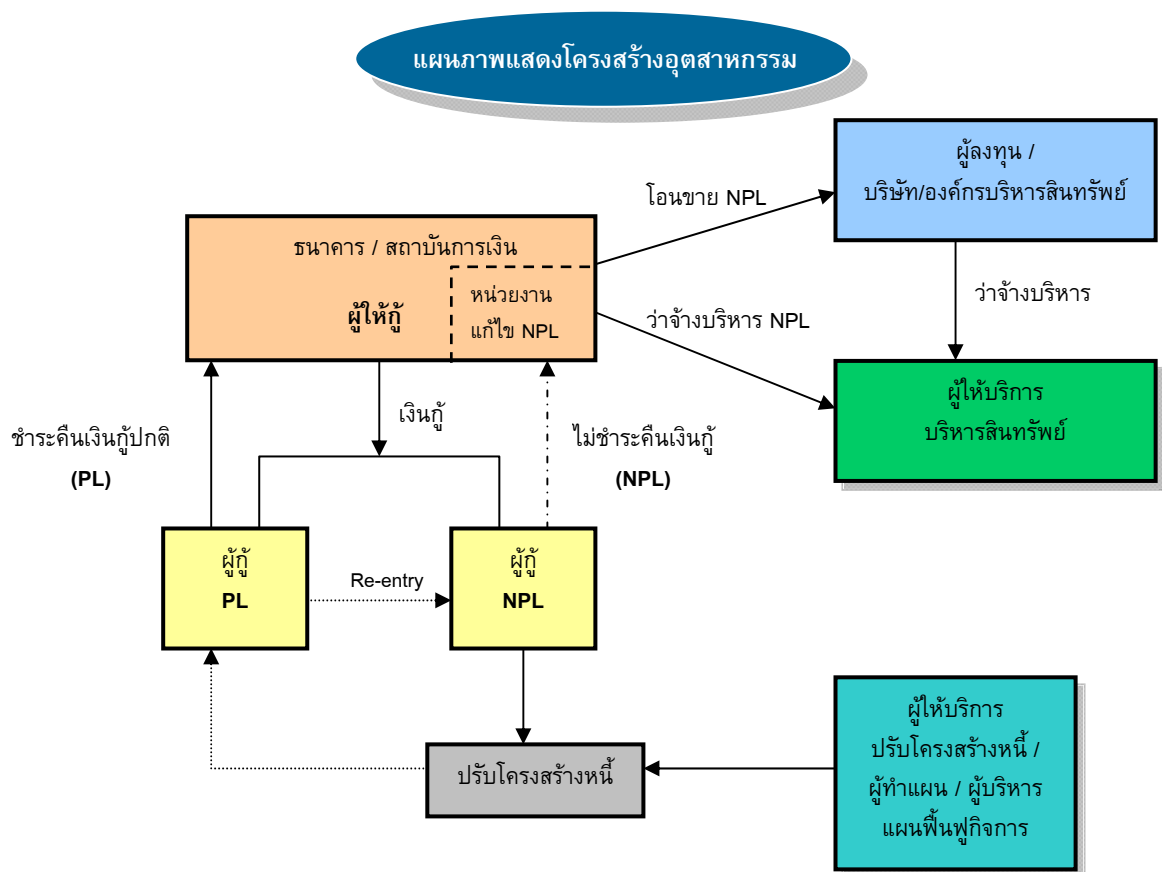 แผนภาพแสดงโครงสร้างอุตสาหกรรม
ผู้ลงทุน /
บริษัท/องค์กรบริหารสินทรัพย์
โอนขาย NPL
ธนาคาร / สถาบันการเงิน
ผู้ให้กู้
หน่วยงาน
แก้ไข NPL
ว่าจ้างบริหาร
ว่าจ้างบริหาร NPL
ผู้ให้บริการ
บริหารสินทรัพย์
เงินกู้
ชำระคืนเงินกู้ปกติ
(PL)
ไม่ชำระคืนเงินกู้
(NPL)
ผู้กู้
PL
Re-entry
ผู้กู้
NPL
ปรับโครงสร้างหนี้
ผู้ให้บริการ
ปรับโครงสร้างหนี้ /
ผู้ทำแผน / ผู้บริหาร
แผนฟื้นฟูกิจการ